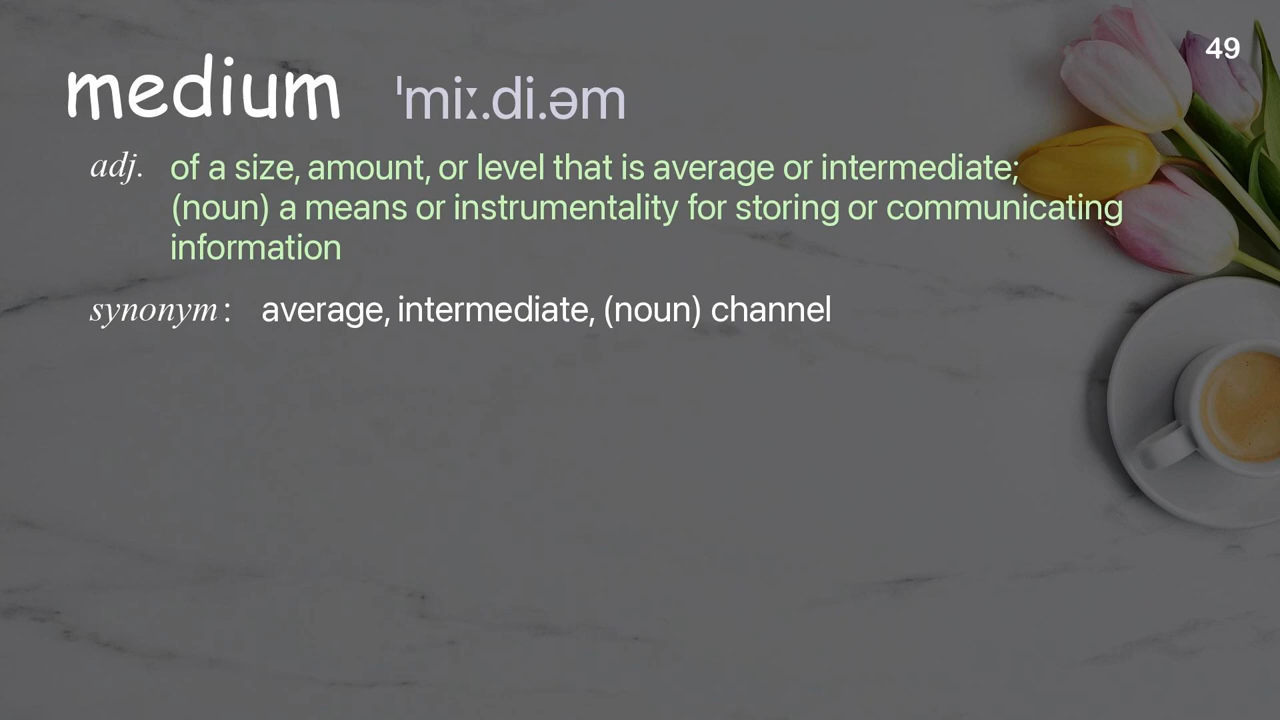 49
medium ˈmiː.di.əm
adj. of a size, amount, or level that is average or intermediate;
(noun) a means or instrumentality for storing or communicating
information
synonym : average, intermediate, (noun) channel